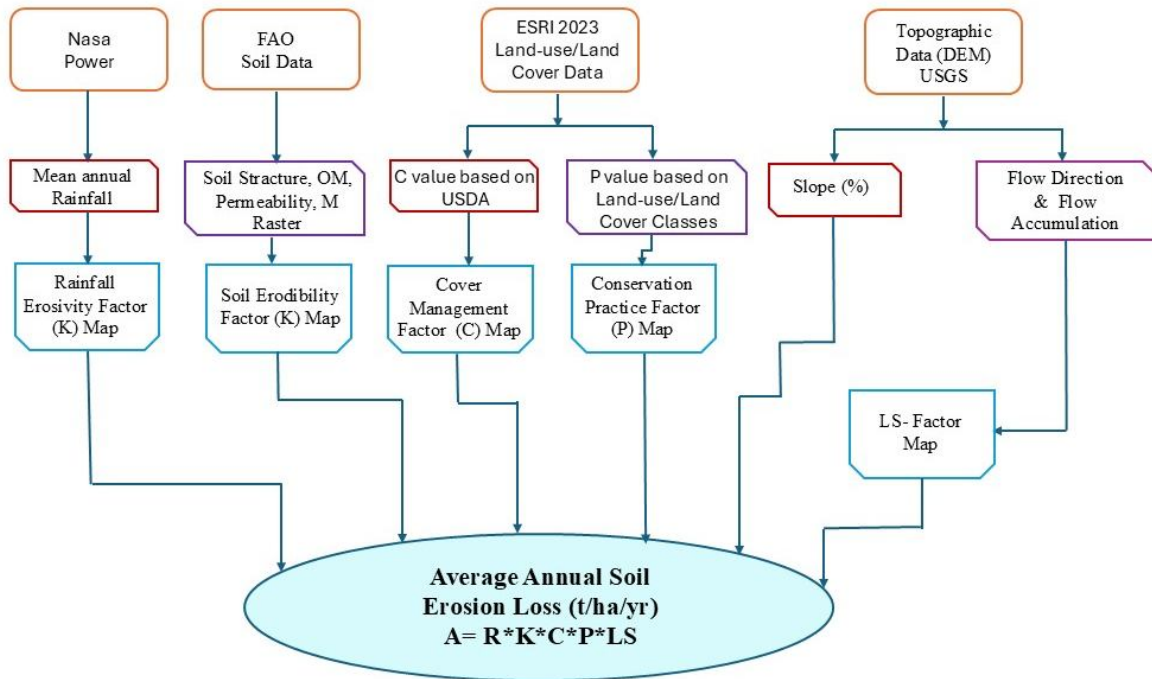 Nasa
Power
FAO
Soil Data
ESRI 2023
Land-use/Land
Cover Data
Topographic
Data (DEM)
USGS
Mean annual
Rainfall
Soil Stracture, OM,
Permeability, M
Raster
C value based on
USDA
P value based on
Land-use/Land
Cover Classes
Slope (%)
Flow Direction
& Flow
Accumulation
Rainfall
Erosivity Factor
(K) Map
Soil Erodibility
Factor (K) Map
Cover
Management
Factor (C) Map
Conservation
Practice Factor
(P) Map
LS- Factor
Map
Average Annual Soil
Erosion Loss (t/ha/yr)
A= R*K*C*P*LS